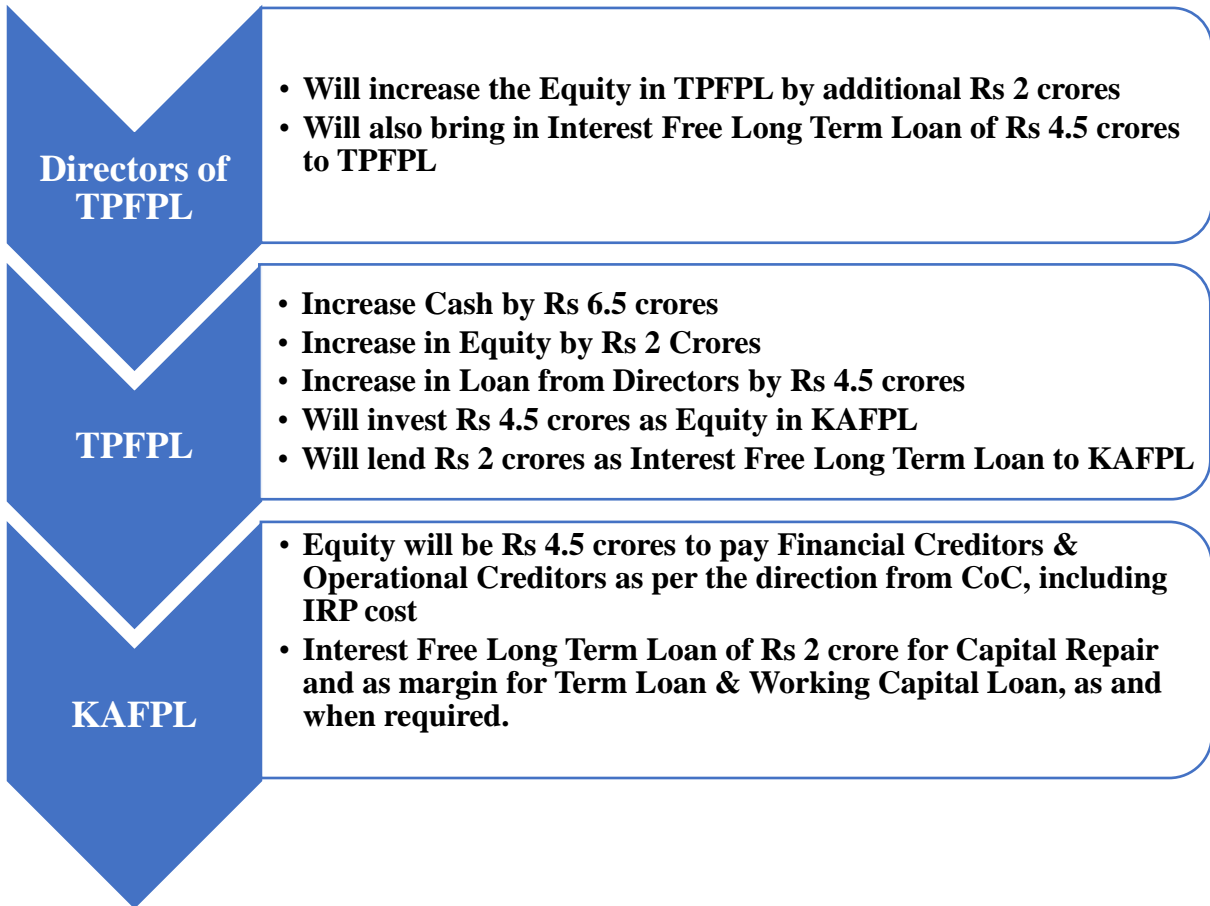 Directors of
TPFPL
• Will increase the Equity in TPFPL by additional Rs 2 crores
• Will also bring in Interest Free Long Term Loan of Rs 4.5 crores
to TPFPL
TPFPL
• Increase Cash by Rs 6.5 crores
• Increase in Equity by Rs 2 Crores
• Increase in Loan from Directors by Rs 4.5 crores
• Will invest Rs 4.5 crores as Equity in KAFPL
• Will lend Rs 2 crores as Interest Free Long Term Loan to KAFPL
KAFPL
• Equity will be Rs 4.5 crores to pay Financial Creditors &
Operational Creditors as per the direction from CoC, including
IRP cost
• Interest Free Long Term Loan of Rs 2 crore for Capital Repair
and as margin for Term Loan & Working Capital Loan, as and
when required.